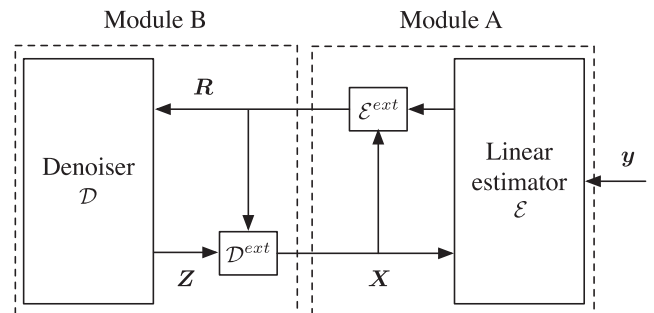 Module B
Module A
R
ℰ^{ext}
Denoiser
𝒟
Linear
estimator
ℰ
y
𝒟^{ext}
Z
X